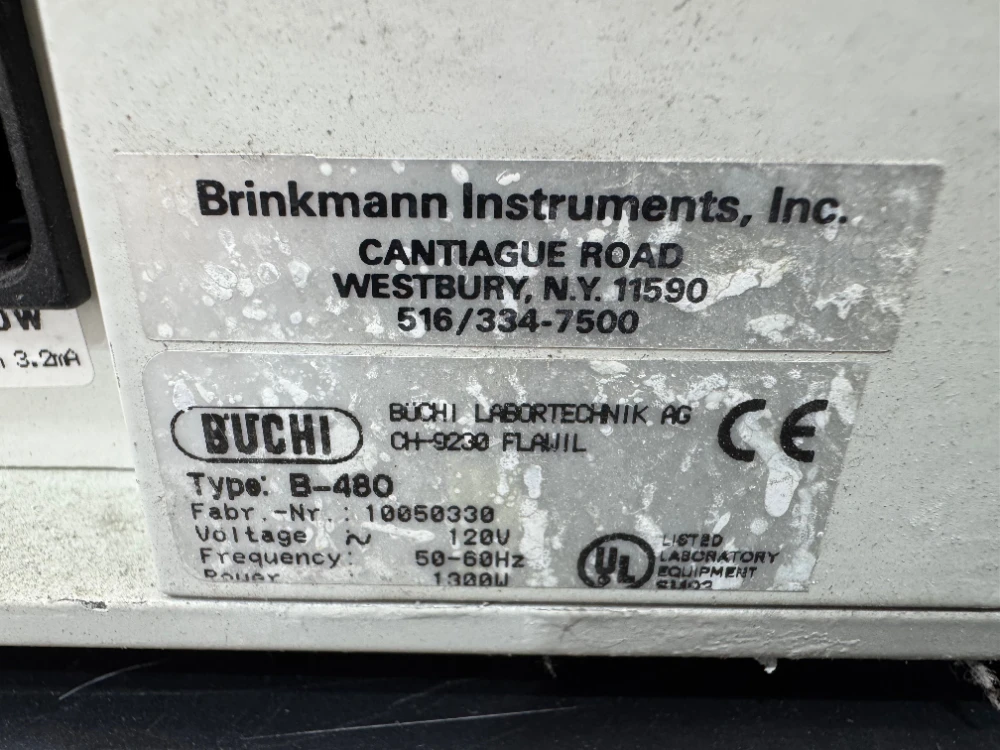 Brinkmann Instruments, Inc.
CANTIAGUE ROAD
WESTBURY, N.Y. 11590
516/334-7500
W
3.2mA
BÜCHI
BÜCHI LABORTECHNIK AG
CH-9230 FLAWIL
CE
Type: B-480
Fabr.-Nr.: 10050330
Voltage ~ 120V
Frequency: 50-60Hz
Power 1300W
UL
LISTED
LABORATORY
EQUIPMENT